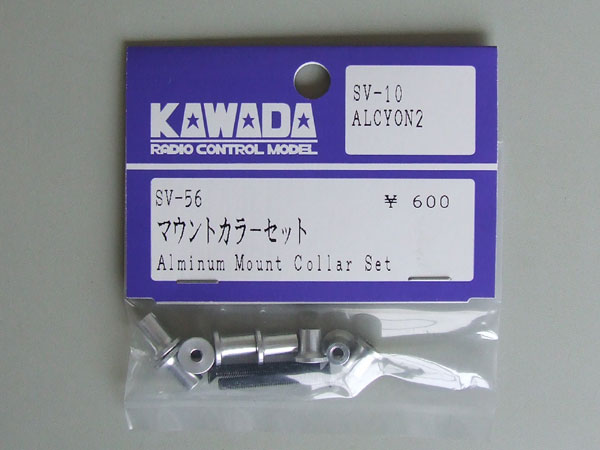 KAWADA
RADIO CONTROL MODEL
SV-10
ALCYON2
SV-56 ¥ 600
マウントカラーセット
Alminum Mount Collar Set